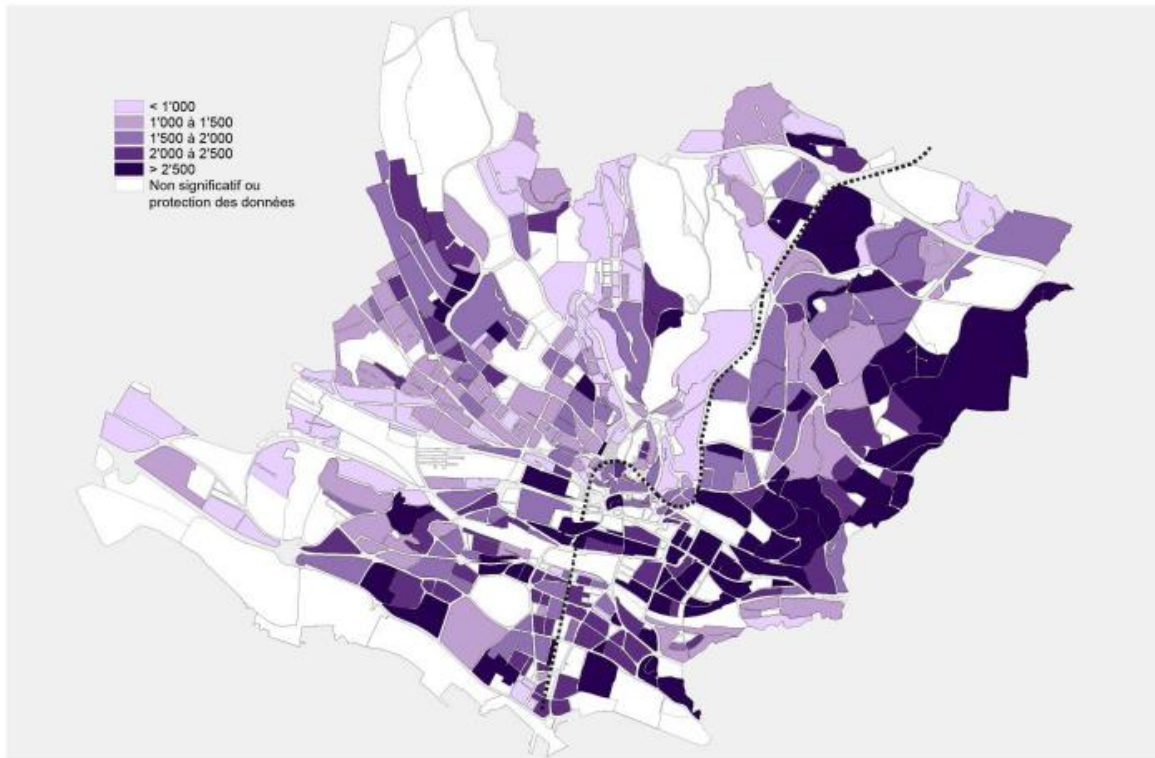 < 1'000
1'000 à 1'500
1'500 à 2'000
2'000 à 2'500
> 2'500
Non significatif ou
protection des données